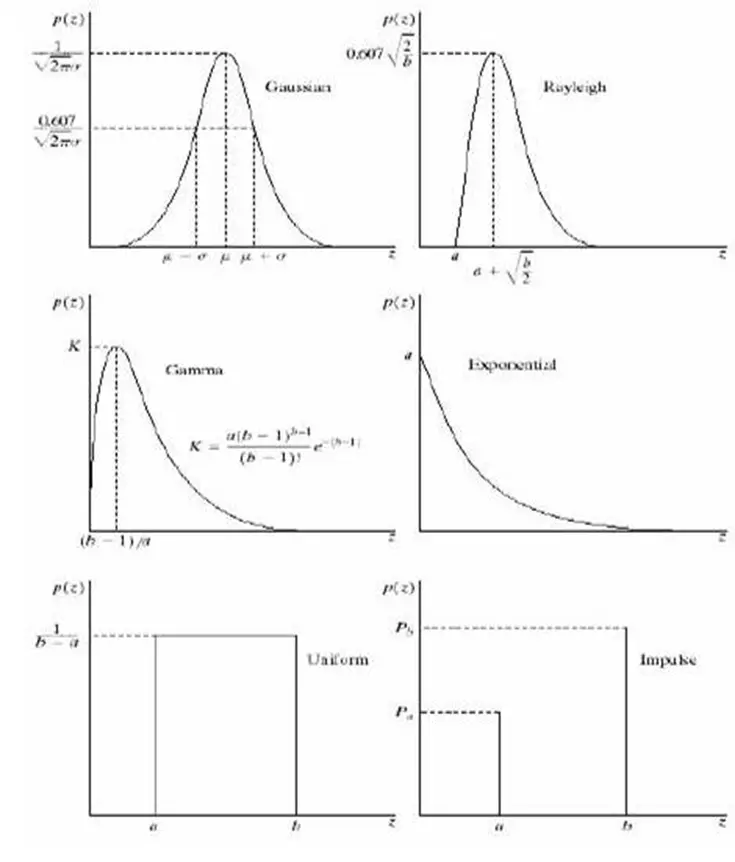 p(z)
1/√2πσ
0.607/√2πσ
Gaussian
μ − σ μ μ + σ z
p(z)
0.607√2/b
Rayleigh
a a + √b/2 z
p(z)
K
Gamma
K = a(b − 1)^b−1/(b − 1)! e^−(b−1)
(b − 1)/a z
p(z)
a
Exponential
z
p(z)
1/b − a
Uniform
a b z
p(z)
P_b
P_a
Impulse
a b z